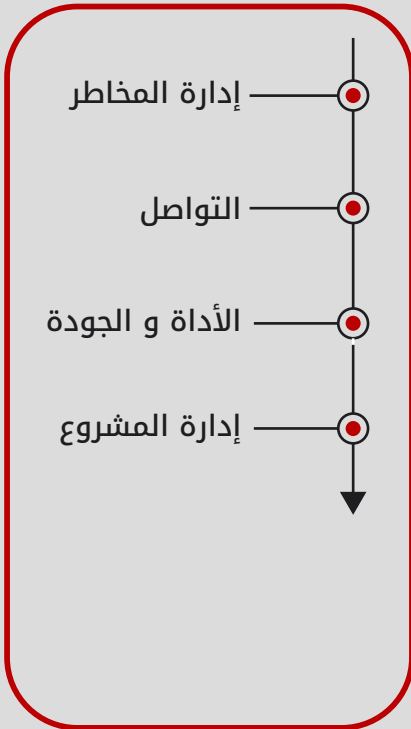 إدارة المخاطر
التواصل
الأداة و الجودة
إدارة المشروع